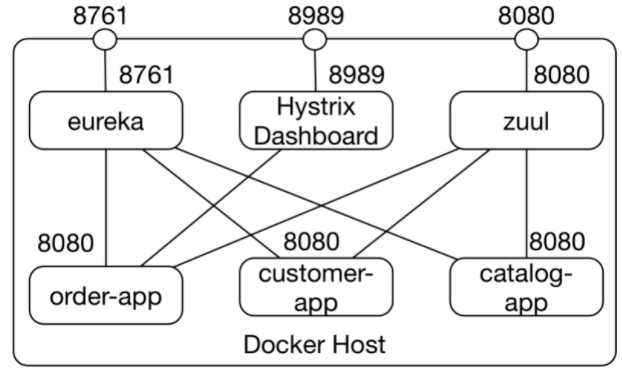 8761
8989
8080
8761
8989
8080
eureka
Hystrix
Dashboard
zuul
8080
8080
8080
order-app
customer-
app
catalog-
app
Docker Host